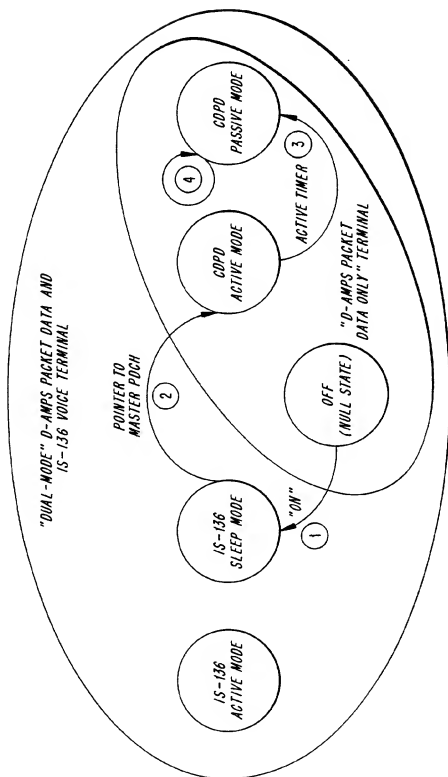 "DUAL-MODE" D-AMPS PACKET DATA AND
IS-136 VOICE TERMINAL
POINTER TO
MASTER PDCH
2
4
CDPD
PASSIVE MODE
CDPD
ACTIVE MODE
3
ACTIVE TIMER
IS-136
SLEEP MODE
IS-136
ACTIVE MODE
"ON"
1
OFF
(NULL STATE)
"D-AMPS PACKET
DATA ONLY" TERMINAL